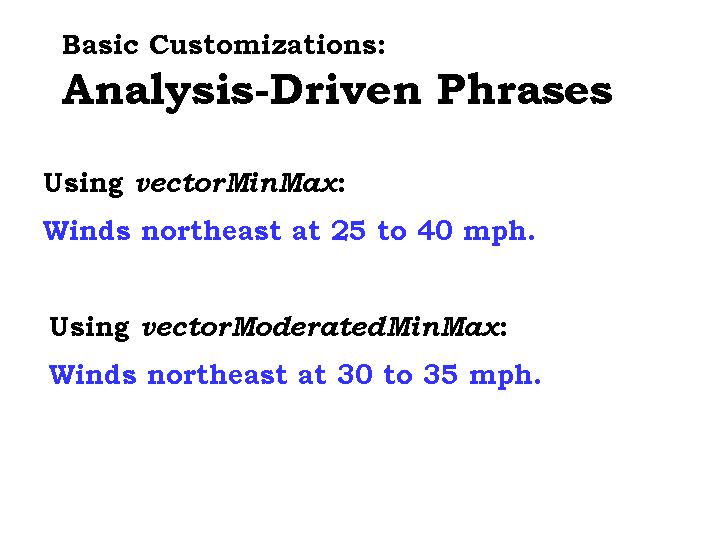 Basic Customizations:
Analysis-Driven Phrases
Using vectorMinMax:
Winds northeast at 25 to 40 mph.
Using vectorModeratedMinMax:
Winds northeast at 30 to 35 mph.